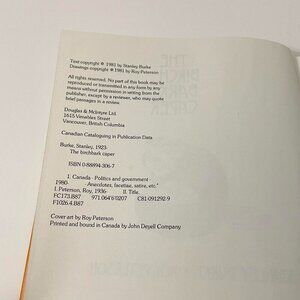 Text copyright © 1981 by Stanley Burke
Drawings copyright © 1981 by Roy Peterson
All rights reserved. No part of this book may be
reproduced or transmitted in any form by any
means without permission in writing from the
publisher, except by a reviewer, who may quote
brief passages in a review.
Douglas & McIntyre Ltd.
1615 Venables Street
Vancouver, British Columbia
Canadian Cataloguing in Publication Data
Burke, Stanley, 1923-
The birchbark caper
ISBN 0-88894-306-7
1. Canada - Politics and government -
1980- Anecdotes, facetiae, satire, etc.
I. Peterson, Roy, 1936- II. Title.
FC173.B87 971.064'6'0207 C81-091292-9
F1026.4.B87
Cover art by Roy Peterson
Printed and bound in Canada by John Deyell Company